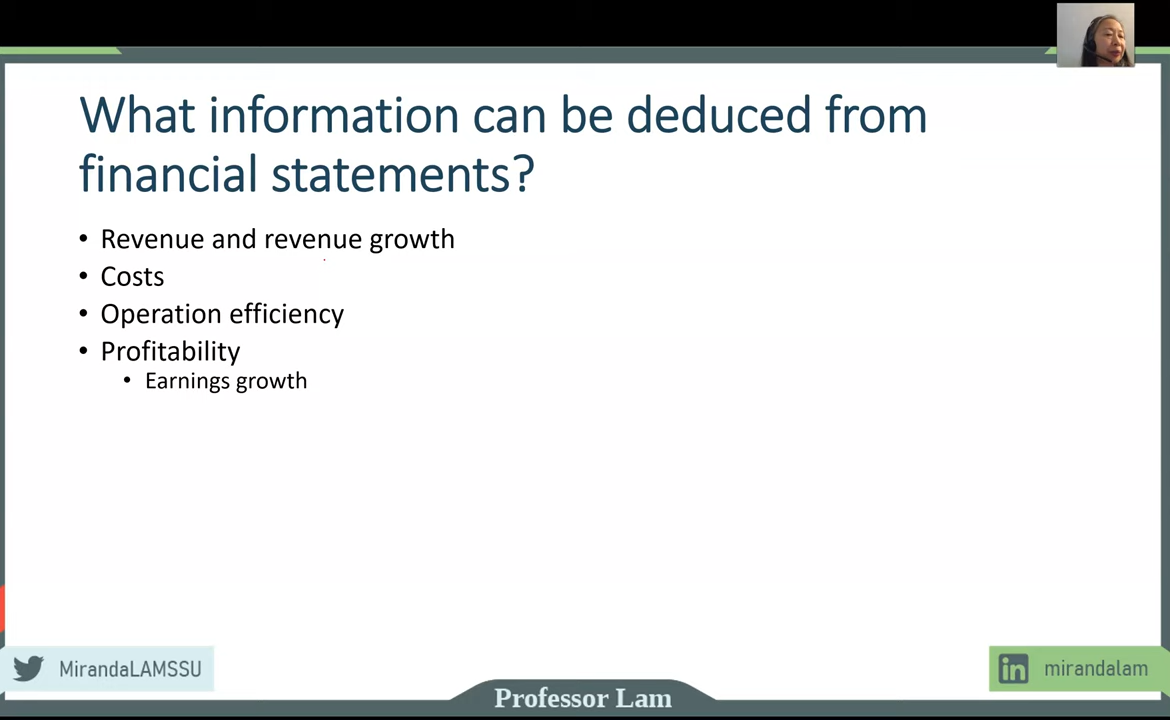 What information can be deduced from
financial statements?
• Revenue and revenue growth
• Costs
• Operation efficiency
• Profitability
• Earnings growth
MirandaLAMSSU
in mirandalam
Professor Lam